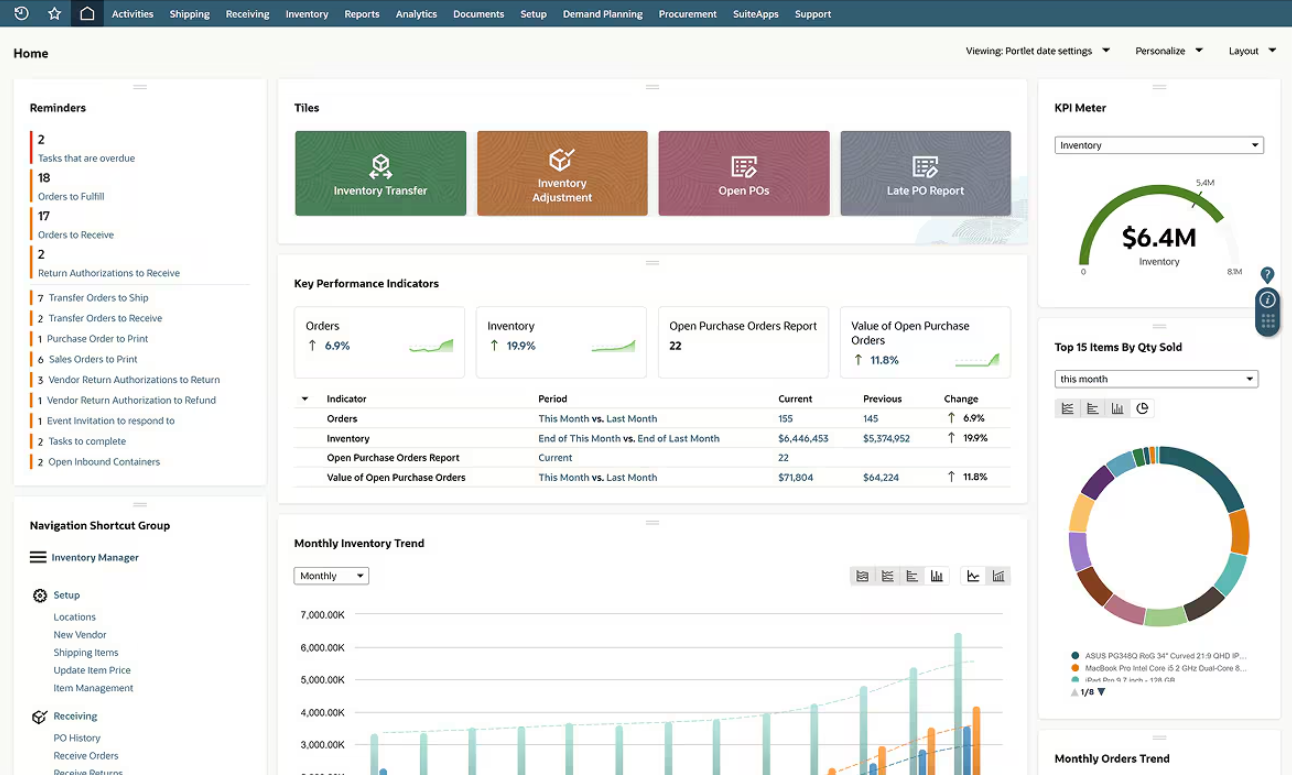 Activities Shipping Receiving Inventory Reports Analytics Documents Setup Demand Planning Procurement SuiteApps Support
Home
Viewing: Portlet date settings Personalize Layout
Reminders
2
Tasks that are overdue
18
Orders to Fulfill
17
Orders to Receive
2
Return Authorizations to Receive
7 Transfer Orders to Ship
2 Transfer Orders to Receive
1 Purchase Order to Print
6 Sales Orders to Print
3 Vendor Return Authorizations to Return
1 Vendor Return Authorization to Refund
1 Event Invitation to respond to
2 Tasks to complete
2 Open Inbound Containers
Navigation Shortcut Group
Inventory Manager
Setup
Locations
New Vendor
Shipping Items
Update Item Price
Item Management
Receiving
PO History
Receive Orders
Receive Returns
Tiles
Inventory Transfer
Inventory
Adjustment
Open POs
Late PO Report
Key Performance Indicators
Orders
↑ 6.9%
Inventory
↑ 19.9%
Open Purchase Orders Report
22
Value of Open Purchase
Orders
↑ 11.8%
Indicator Period Current Previous Change
Orders This Month vs. Last Month 155 145 ↑ 6.9%
Inventory End of This Month vs. End of Last Month $6,446,453 $5,374,952 ↑ 19.9%
Open Purchase Orders Report Current 22
Value of Open Purchase Orders This Month vs. Last Month $71,804 $64,224 ↑ 11.8%
Monthly Inventory Trend
Monthly
7,000.00K
6,000.00K
5,000.00K
4,000.00K
3,000.00K
KPI Meter
Inventory
5.4M
$6.4M
Inventory
0 8.1M
?
i
Top 15 Items By Qty Sold
this month
ASUS PG348Q RoG 34" Curved 21:9 QHD IP...
MacBook Pro Intel Core i5 2 GHz Dual-Core 8...
iPad Pro 9.7 inch - 128 GB
1/8
Monthly Orders Trend